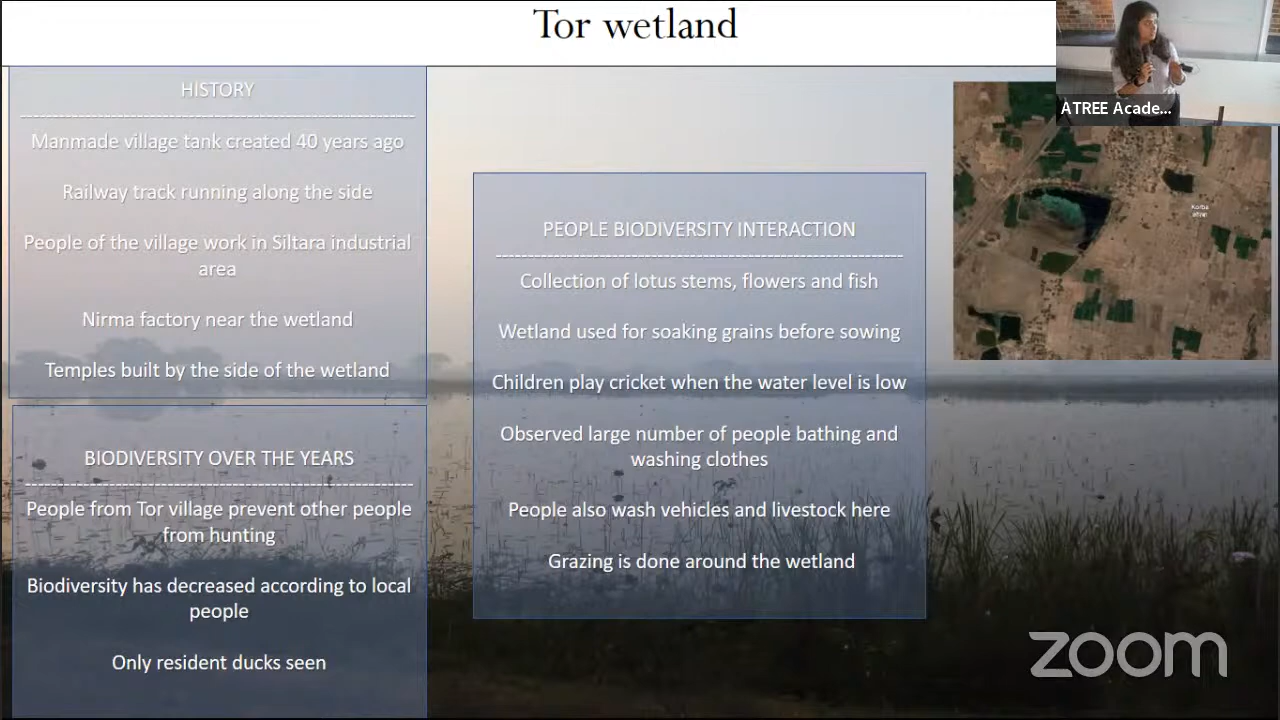 Tor wetland
ATREE Acade...
HISTORY
Manmade village tank created 40 years ago
Railway track running along the side
People of the village work in Siltara industrial
area
Nirma factory near the wetland
Temples built by the side of the wetland
BIODIVERSITY OVER THE YEARS
People from Tor village prevent other people
from hunting
Biodiversity has decreased according to local
people
Only resident ducks seen
PEOPLE BIODIVERSITY INTERACTION
Collection of lotus stems, flowers and fish
Wetland used for soaking grains before sowing
Children play cricket when the water level is low
Observed large number of people bathing and
washing clothes
People also wash vehicles and livestock here
Grazing is done around the wetland
zoom